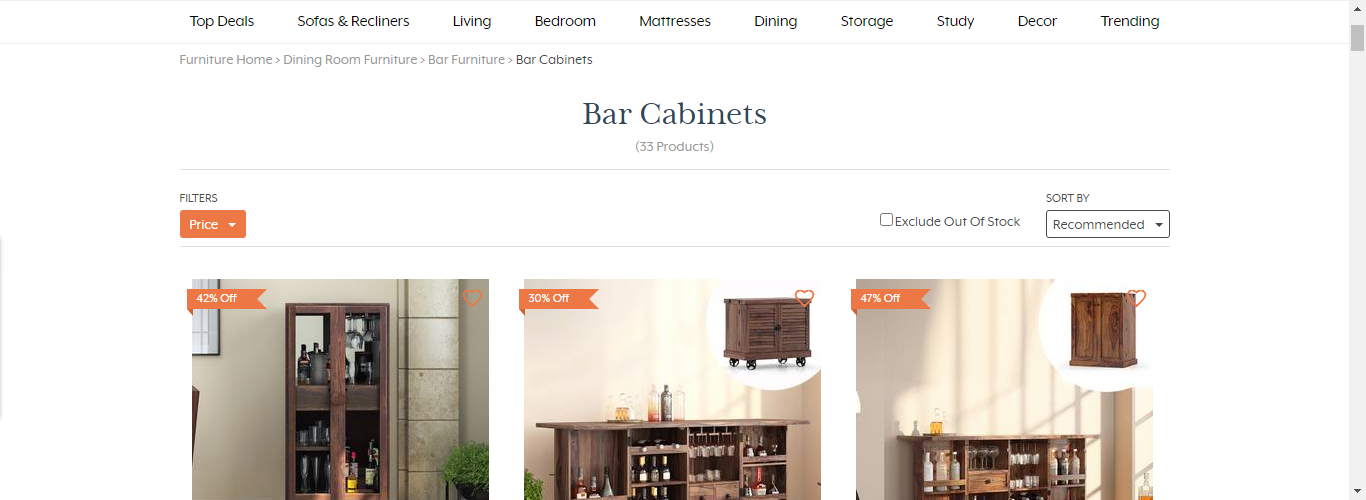 Top Deals Sofas & Recliners Living Bedroom Mattresses Dining Storage Study Decor Trending
Furniture Home > Dining Room Furniture > Bar Furniture > Bar Cabinets
Bar Cabinets
(33 Products)
FILTERS
Price
Exclude Out Of Stock
SORT BY
Recommended
42% Off
30% Off
47% Off